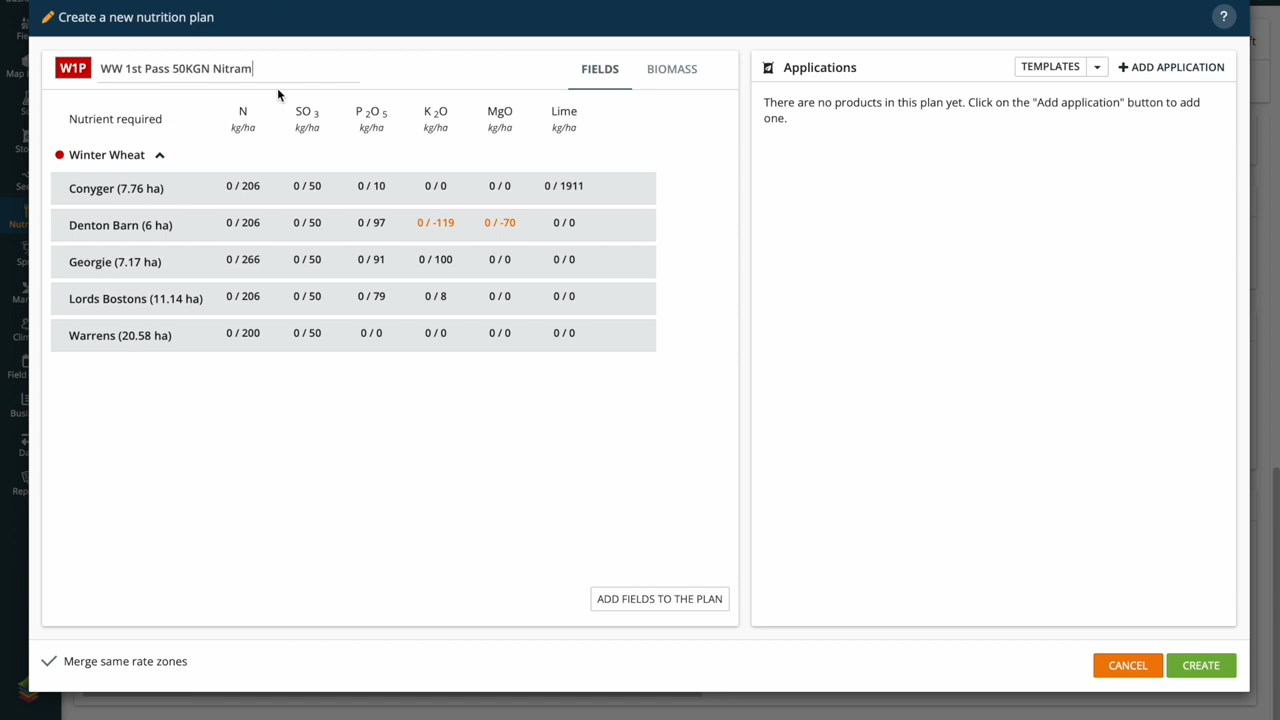 Create a new nutrition plan
?
W1P WW 1st Pass 50KGN Nitram
FIELDS BIOMASS
Nutrient required
N SO 3 P 2O 5 K 2O MgO Lime
kg/ha kg/ha kg/ha kg/ha kg/ha kg/ha
Winter Wheat
Conyger (7.76 ha) 0 / 206 0 / 50 0 / 10 0 / 0 0 / 0 0 / 1911
Denton Barn (6 ha) 0 / 206 0 / 50 0 / 97 0 / -119 0 / -70 0 / 0
Georgie (7.17 ha) 0 / 266 0 / 50 0 / 91 0 / 100 0 / 0 0 / 0
Lords Bostons (11.14 ha) 0 / 206 0 / 50 0 / 79 0 / 8 0 / 0 0 / 0
Warrens (20.58 ha) 0 / 200 0 / 50 0 / 0 0 / 0 0 / 0 0 / 0
ADD FIELDS TO THE PLAN
Applications
TEMPLATES
+ ADD APPLICATION
There are no products in this plan yet. Click on the "Add application" button to add
one.
Merge same rate zones
CANCEL
CREATE